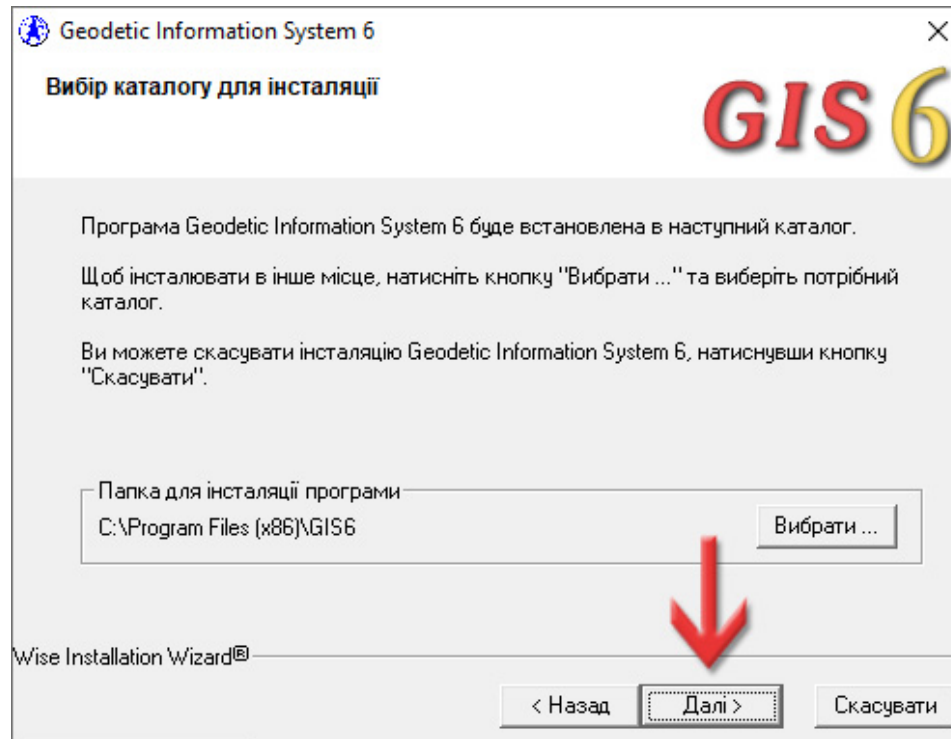 Geodetic Information System 6
Вибір каталогу для інсталяції
GIS 6
Програма Geodetic Information System 6 буде встановлена в наступний каталог.
Щоб інсталювати в інше місце, натисніть кнопку "Вибрати ..." та виберіть потрібний
каталог.
Ви можете скасувати інсталяцію Geodetic Information System 6, натиснувши кнопку
"Скасувати".
Папка для інсталяції програми
C:\Program Files (x86)\GIS6
Вибрати ...
Wise Installation Wizard®
< Назад
Далі >
Скасувати